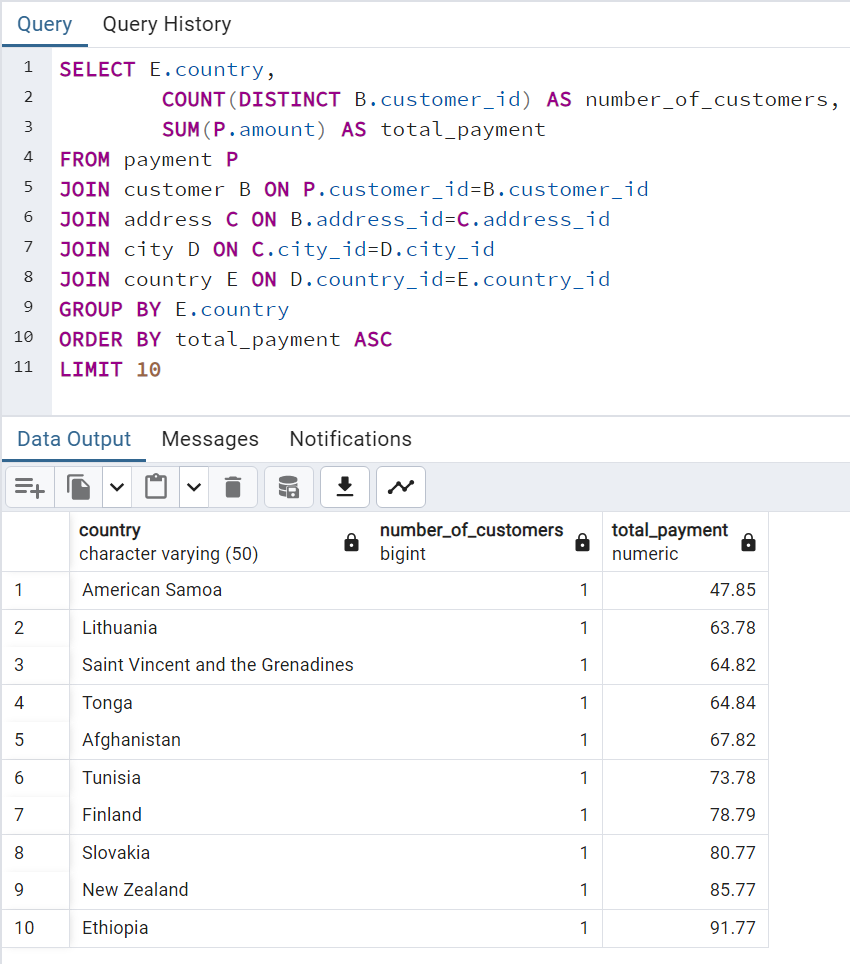 Query Query History
1 SELECT E.country,
2 COUNT(DISTINCT B.customer_id) AS number_of_customers,
3 SUM(P.amount) AS total_payment
4 FROM payment P
5 JOIN customer B ON P.customer_id=B.customer_id
6 JOIN address C ON B.address_id=C.address_id
7 JOIN city D ON C.city_id=D.city_id
8 JOIN country E ON D.country_id=E.country_id
9 GROUP BY E.country
10 ORDER BY total_payment ASC
11 LIMIT 10
Data Output Messages Notifications
country number_of_customers total_payment
character varying (50) bigint numeric
1 American Samoa 1 47.85
2 Lithuania 1 63.78
3 Saint Vincent and the Grenadines 1 64.82
4 Tonga 1 64.84
5 Afghanistan 1 67.82
6 Tunisia 1 73.78
7 Finland 1 78.79
8 Slovakia 1 80.77
9 New Zealand 1 85.77
10 Ethiopia 1 91.77